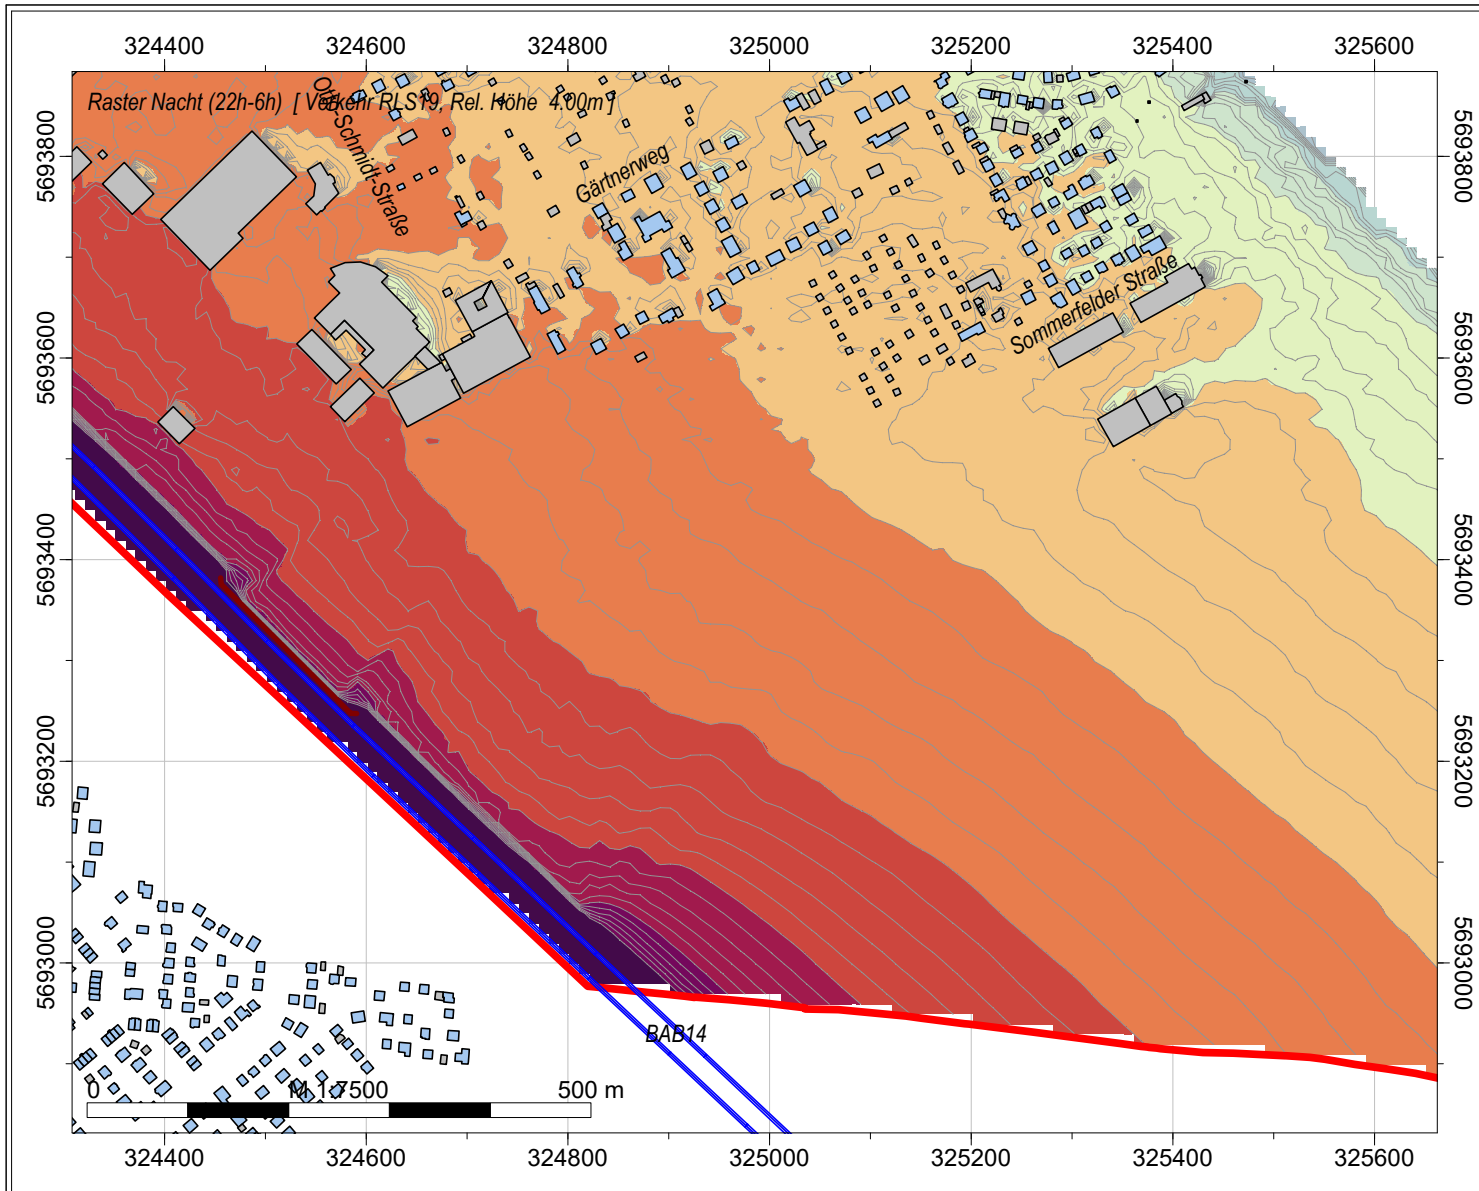 324400 324600 324800 325000 325200 325400 325600
Raster Nacht (22h-6h) [ Verkehr RLS19, Rel. Höhe 4.00m ]
Otto-Schmidt-Straße
Gärtnerweg
Sommerfelder Straße
5693800 5693800
5693600 5693600
5693400 5693400
5693200 5693200
5693000 5693000
BAB14
0 M 1:7500 500 m
324400 324600 324800 325000 325200 325400 325600